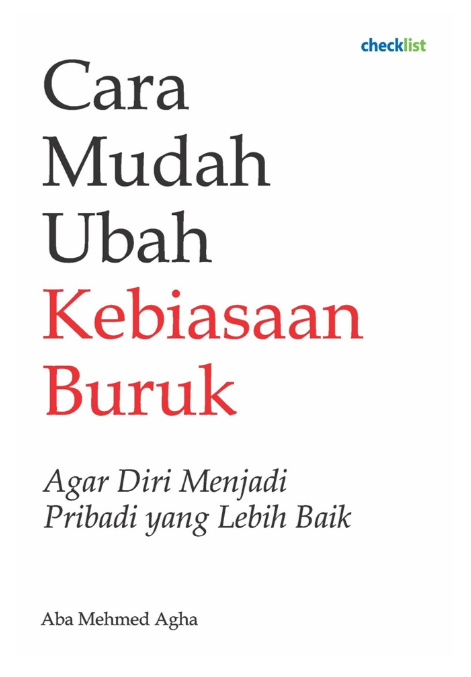 checklist
Cara
Mudah
Ubah
Kebiasaan
Buruk
Agar Diri Menjadi
Pribadi yang Lebih Baik
Aba Mehmed Agha